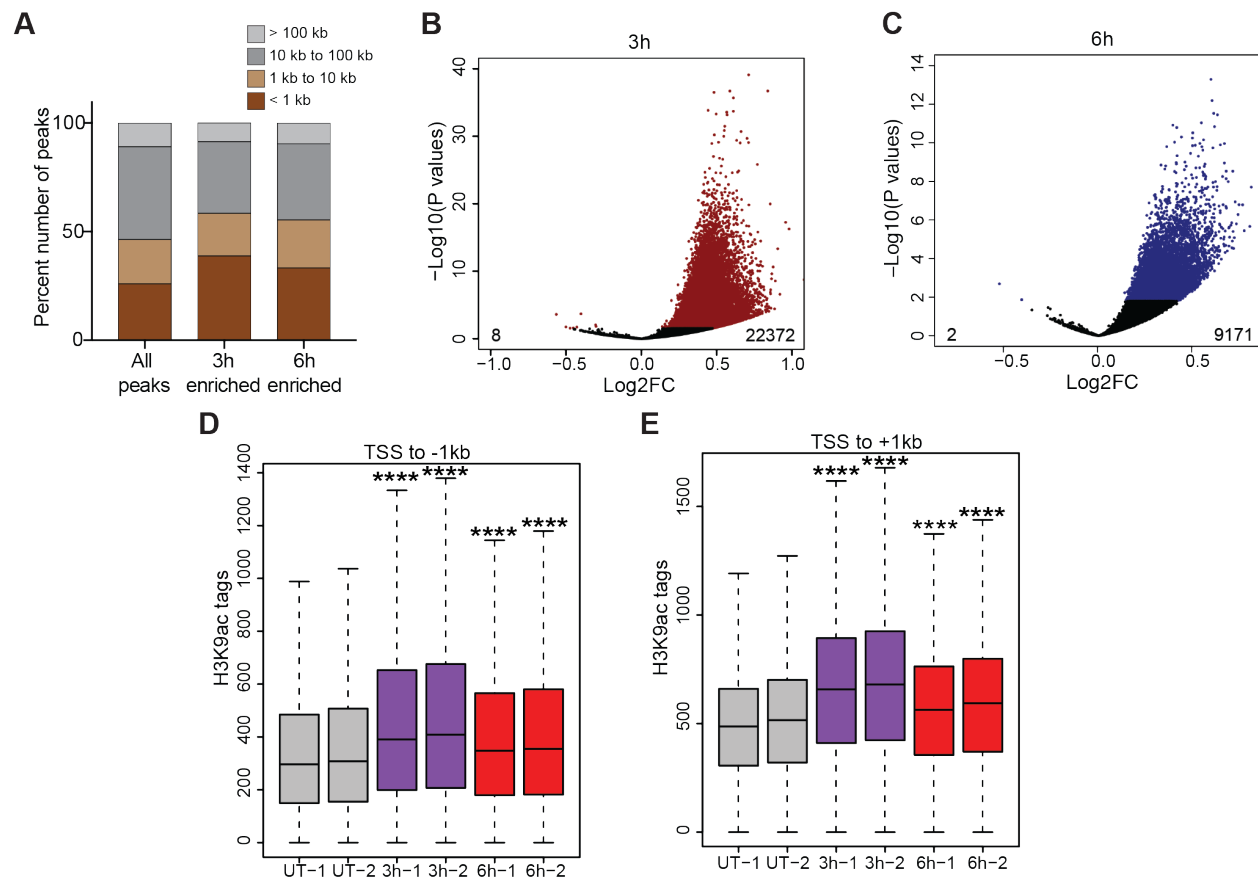 A
> 100 kb
10 kb to 100 kb
1 kb to 10 kb
< 1 kb
Percent number of peaks
100
50
0
All peaks
3h enriched
6h enriched
B
3h
−Log10(P values)
40
30
20
10
0
8
22372
−1.0
−0.5
0.0
0.5
1.0
Log2FC
C
6h
−Log10(P values)
14
12
10
8
6
4
2
0
2
9171
−0.5
0.0
0.5
Log2FC
D
TSS to -1kb
H3K9ac tags
1400
1200
1000
800
600
400
200
0
****
****
****
****
UT−1
UT−2
3h−1
3h−2
6h−1
6h−2
E
TSS to +1kb
H3K9ac tags
1500
1000
500
0
****
****
****
****
UT−1
UT−2
3h−1
3h−2
6h−1
6h−2